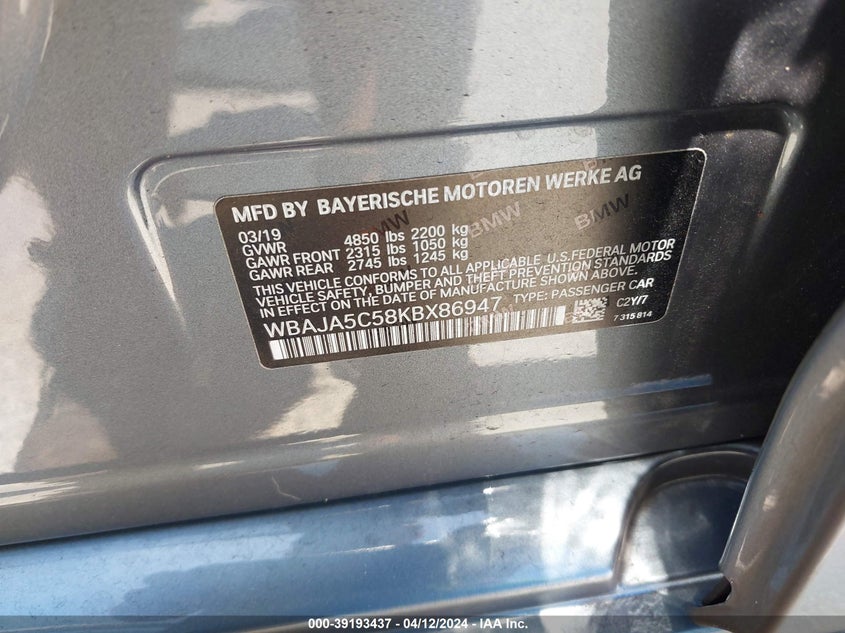 MFD BY BAYERISCHE MOTOREN WERKE AG
03/19
GVWR 4850 lbs 2200 kg
GAWR FRONT 2315 lbs 1050 kg
GAWR REAR 2745 lbs 1245 kg
THIS VEHICLE CONFORMS TO ALL APPLICABLE U.S.FEDERAL MOTOR
VEHICLE SAFETY, BUMPER AND THEFT PREVENTION STANDARDS
IN EFFECT ON THE DATE OF MANUFACTURE SHOWN ABOVE.
WBAJA5C58KBX86947 TYPE: PASSENGER CAR
C2Y/7
7 315 814
BMW BMW BMW
000-39193437 - 04/12/2024 - IAA Inc.